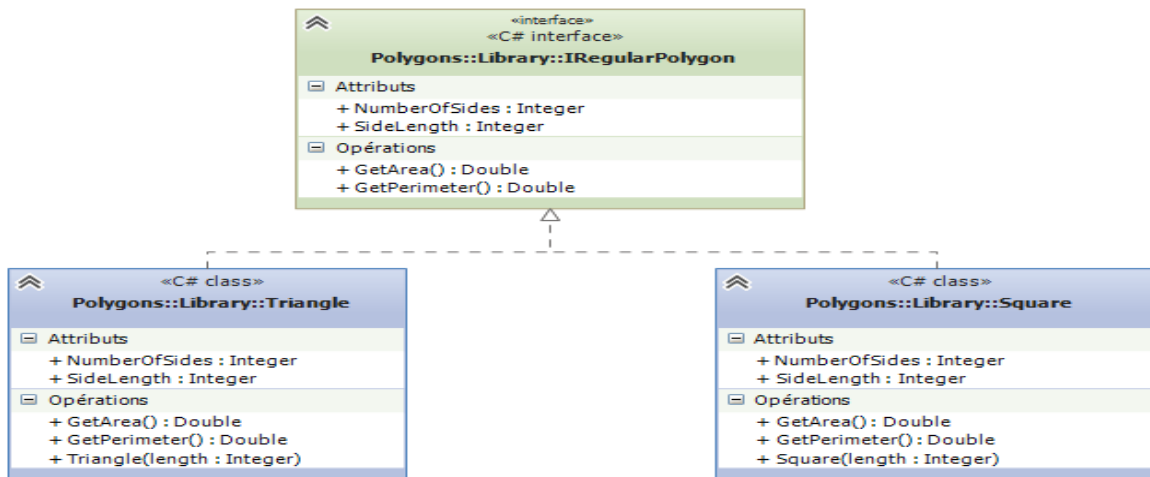 «interface»
«C# interface»
Polygons::Library::IRegularPolygon
Attributs
+ NumberOfSides : Integer
+ SideLength : Integer
Opérations
+ GetArea() : Double
+ GetPerimeter() : Double
«C# class»
Polygons::Library::Triangle
Attributs
+ NumberOfSides : Integer
+ SideLength : Integer
Opérations
+ GetArea() : Double
+ GetPerimeter() : Double
+ Triangle(length : Integer)
«C# class»
Polygons::Library::Square
Attributs
+ NumberOfSides : Integer
+ SideLength : Integer
Opérations
+ GetArea() : Double
+ GetPerimeter() : Double
+ Square(length : Integer)